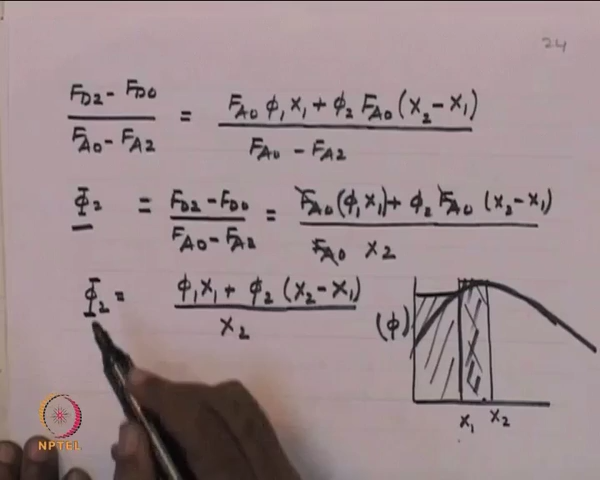 24
F_D2 - F_D0 / F_A0 - F_A2 = F_A0 ϕ₁ x₁ + ϕ₂ F_A0 (x₂ - x₁) / F_A0 - F_A2
Φ₂ = F_D2 - F_D0 / F_A0 - F_A2 = F_A0 (ϕ₁ x₁) + ϕ₂ F_A0 (x₂ - x₁) / F_A0 x₂
Φ₂ = ϕ₁ x₁ + ϕ₂ (x₂ - x₁) / x₂
(ϕ)
x₁ x₂
NPTEL